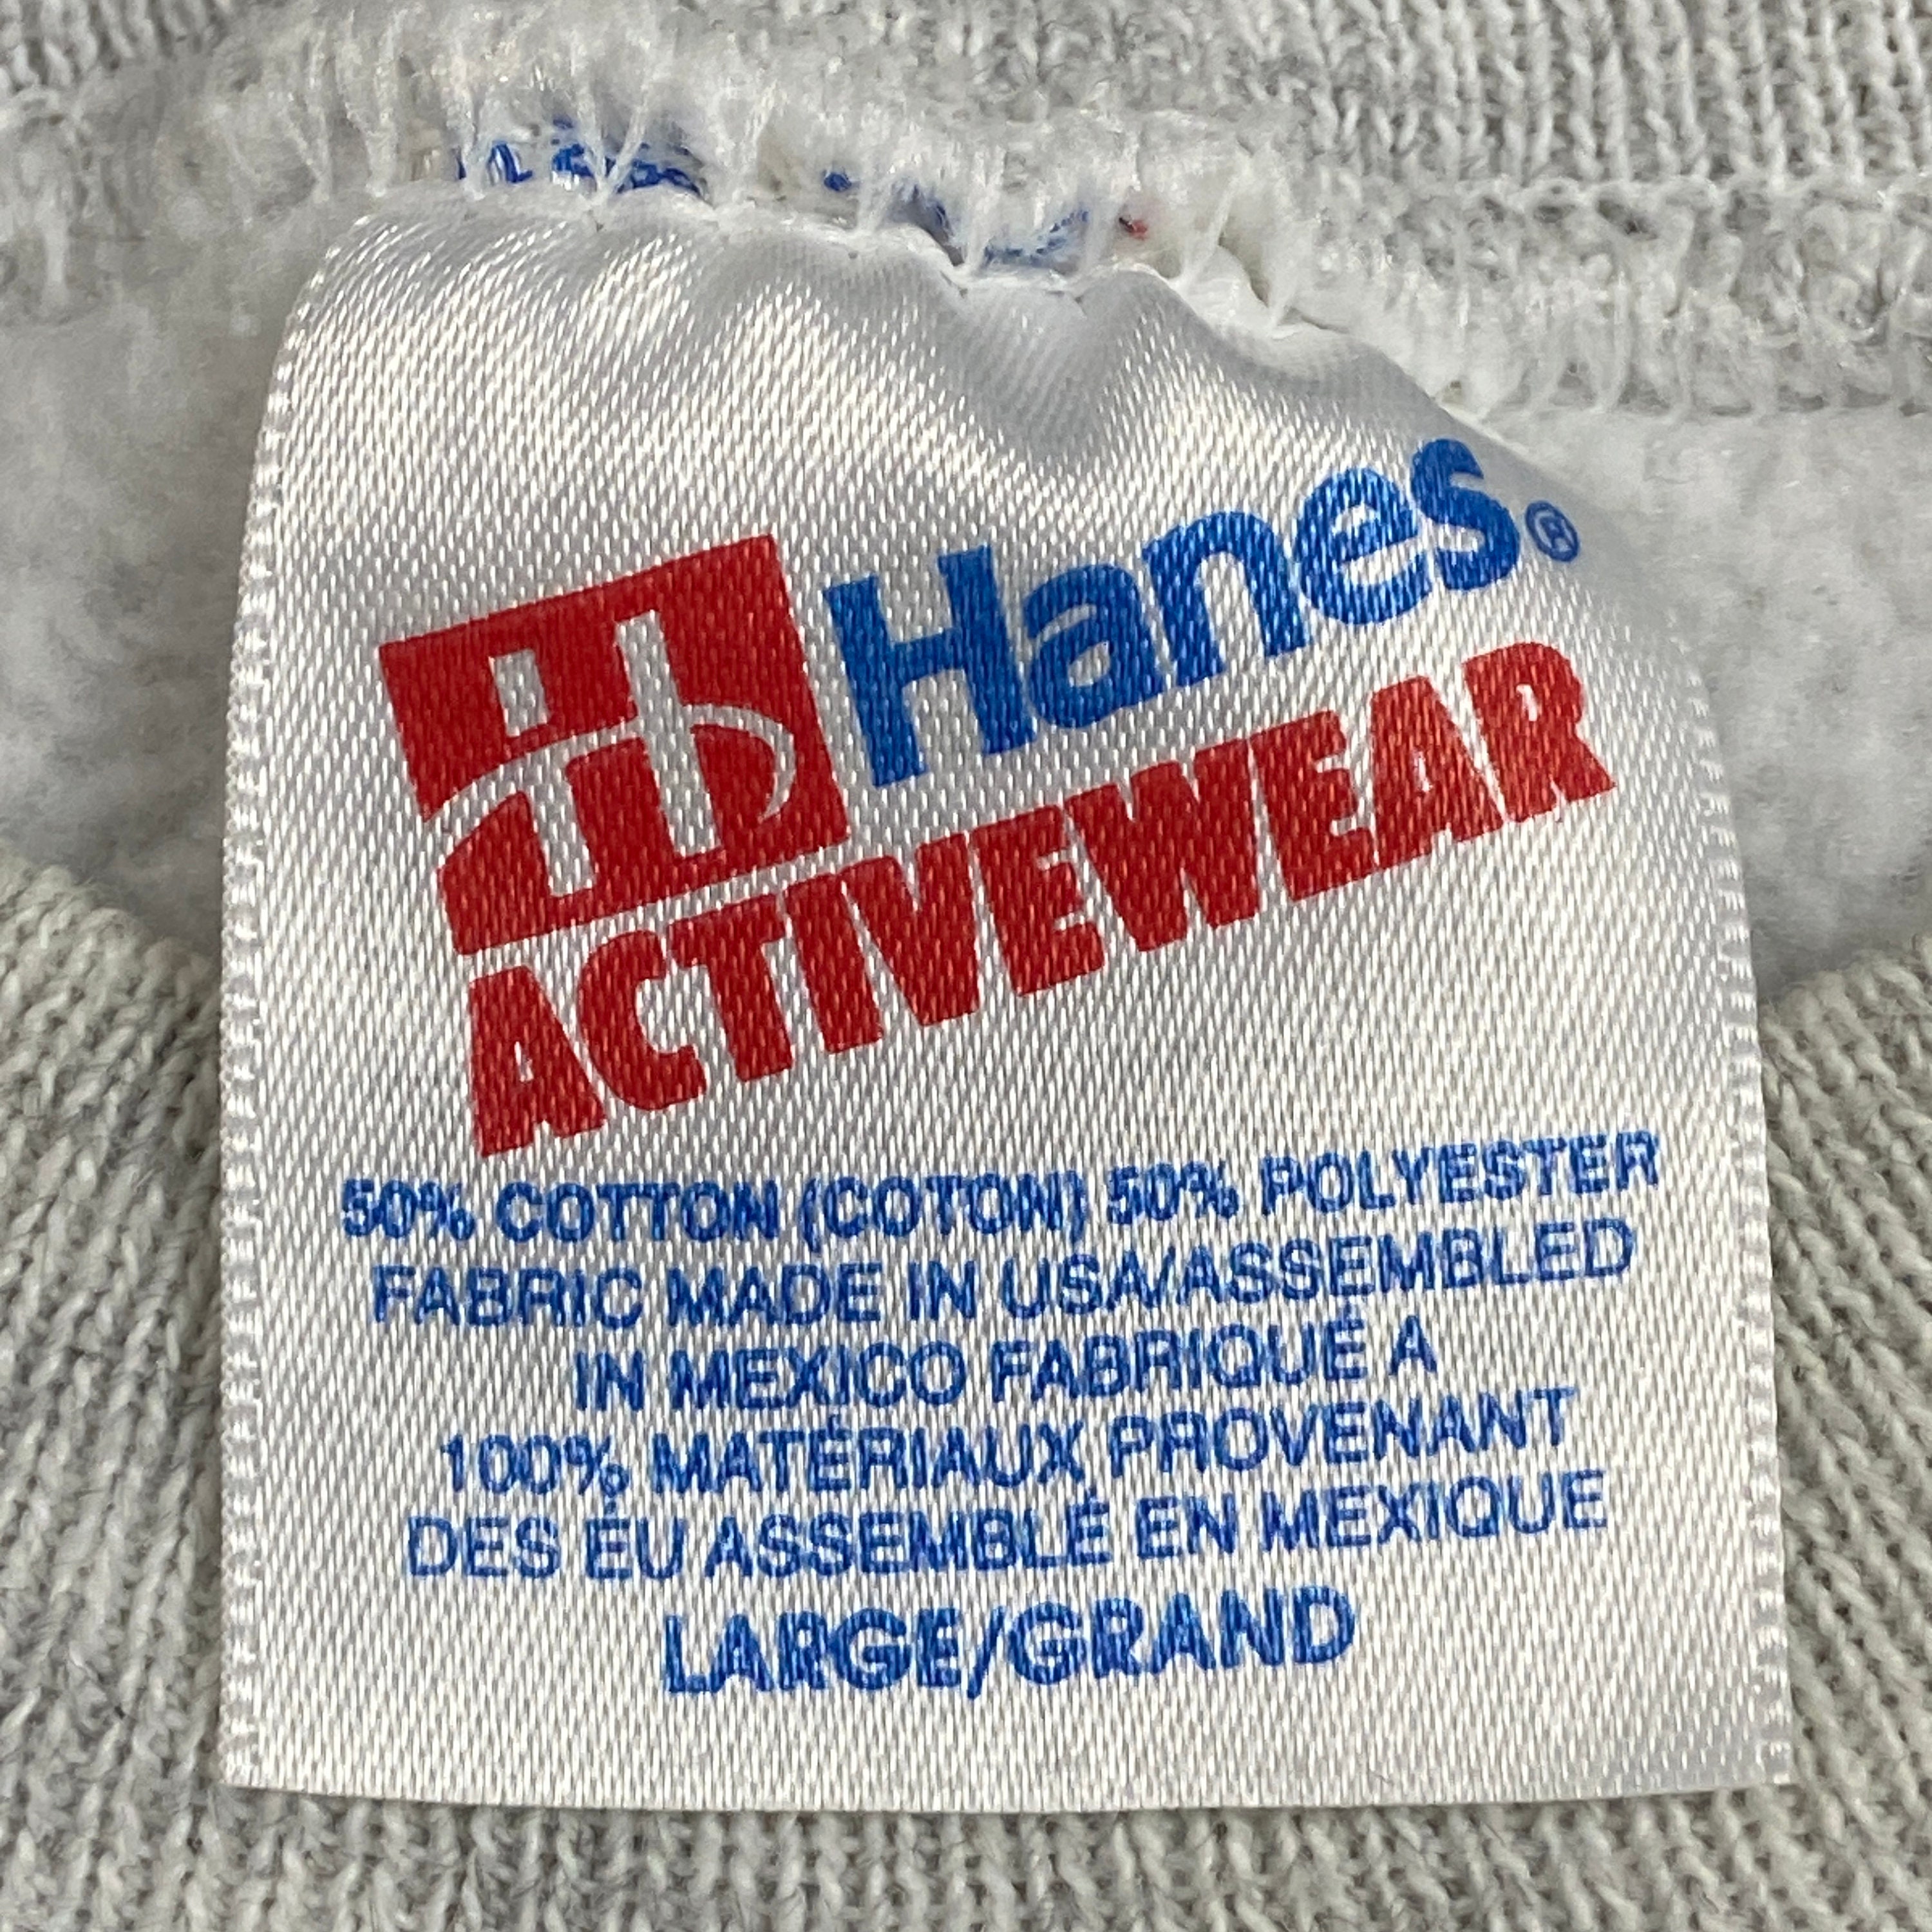 Hanes®
ACTIVEWEAR
50% COTTON (COTON) 50% POLYESTER
FABRIC MADE IN USA/ASSEMBLED
IN MEXICO FABRIQUÉ A
100% MATÉRIAUX PROVENANT
DES ÉU ASSEMBLÉ EN MEXIQUE
LARGE/GRAND